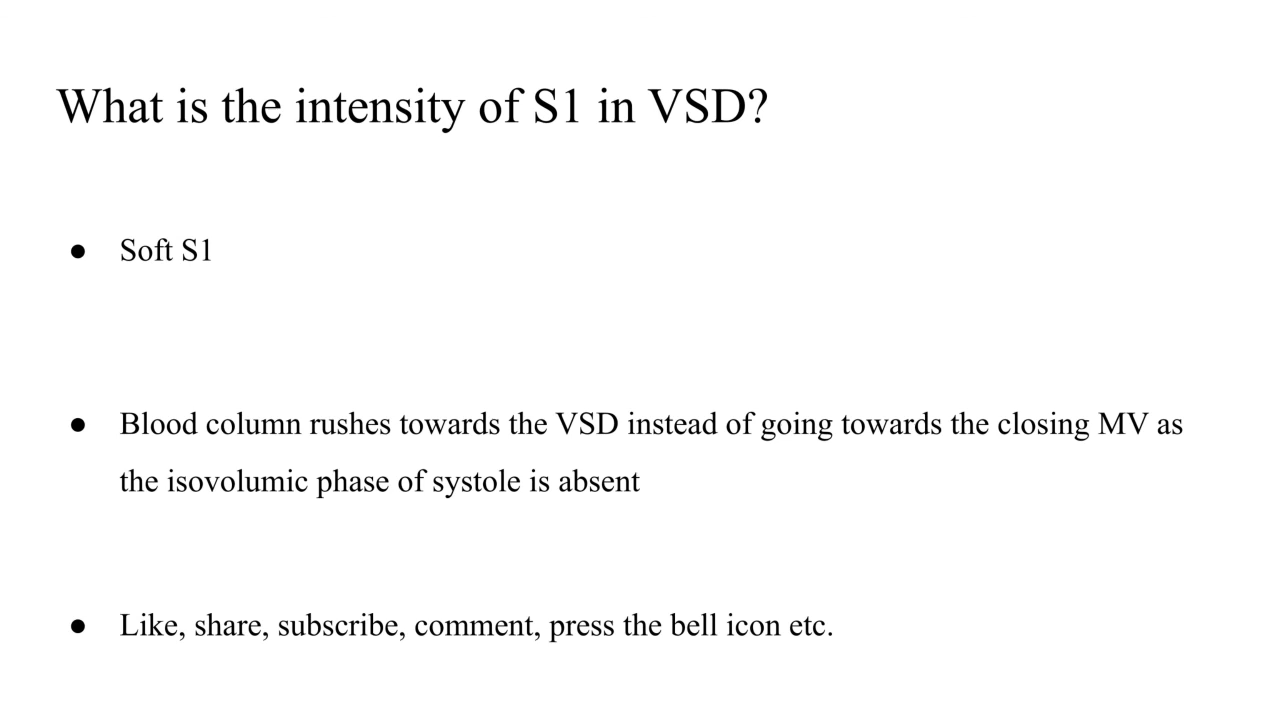 What is the intensity of S1 in VSD?
● Soft S1
● Blood column rushes towards the VSD instead of going towards the closing MV as
the isovolumic phase of systole is absent
● Like, share, subscribe, comment, press the bell icon etc.